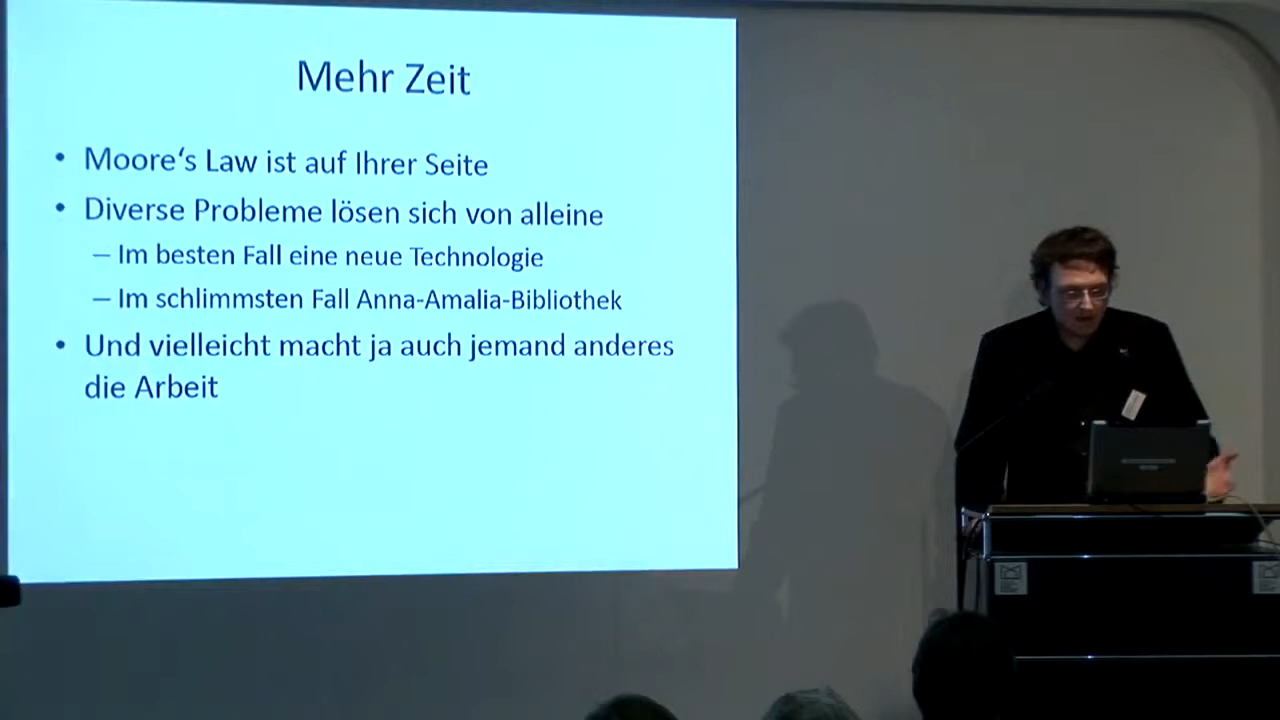 Mehr Zeit
• Moore‘s Law ist auf Ihrer Seite
• Diverse Probleme lösen sich von alleine
– Im besten Fall eine neue Technologie
– Im schlimmsten Fall Anna-Amalia-Bibliothek
• Und vielleicht macht ja auch jemand anderes
die Arbeit